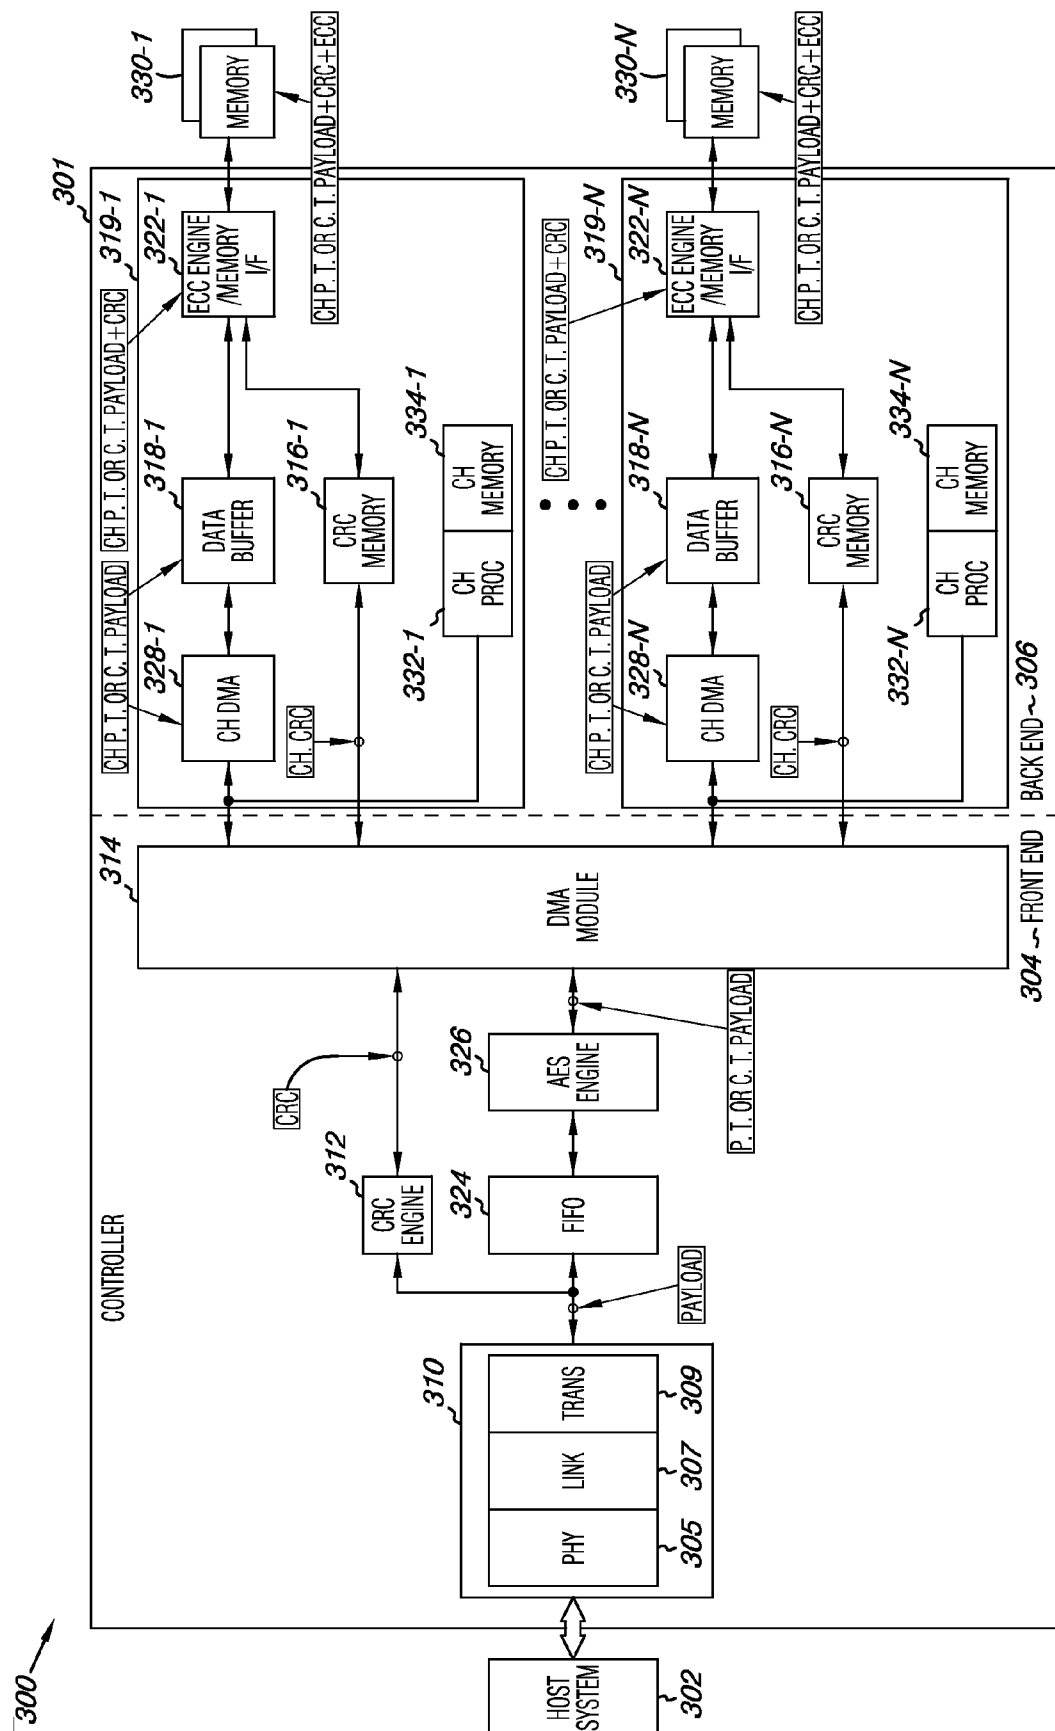 300
HOST
SYSTEM
302
CONTROLLER
301
310
PHY
LINK
TRANS
305
307
309
PAYLOAD
CRC
ENGINE
312
CRC
FIFO
324
AES
ENGINE
326
P. T. OR C. T. PAYLOAD
DMA
MODULE
314
304
FRONT END
BACK END
306
319-1
CH P. T. OR C. T. PAYLOAD
CH P. T. OR C. T. PAYLOAD+CRC
CH DMA
328-1
DATA
BUFFER
318-1
ECC ENGINE
/MEMORY
I/F
322-1
CH. CRC
CRC
MEMORY
316-1
CH
PROC
332-1
CH
MEMORY
334-1
MEMORY
330-1
CH P. T. OR C. T. PAYLOAD+CRC+ECC
319-N
CH P. T. OR C. T. PAYLOAD
CH P. T. OR C. T. PAYLOAD+CRC
CH DMA
328-N
DATA
BUFFER
318-N
ECC ENGINE
/MEMORY
I/F
322-N
CH. CRC
CRC
MEMORY
316-N
CH
PROC
332-N
CH
MEMORY
334-N
MEMORY
330-N
CH P. T. OR C. T. PAYLOAD+CRC+ECC